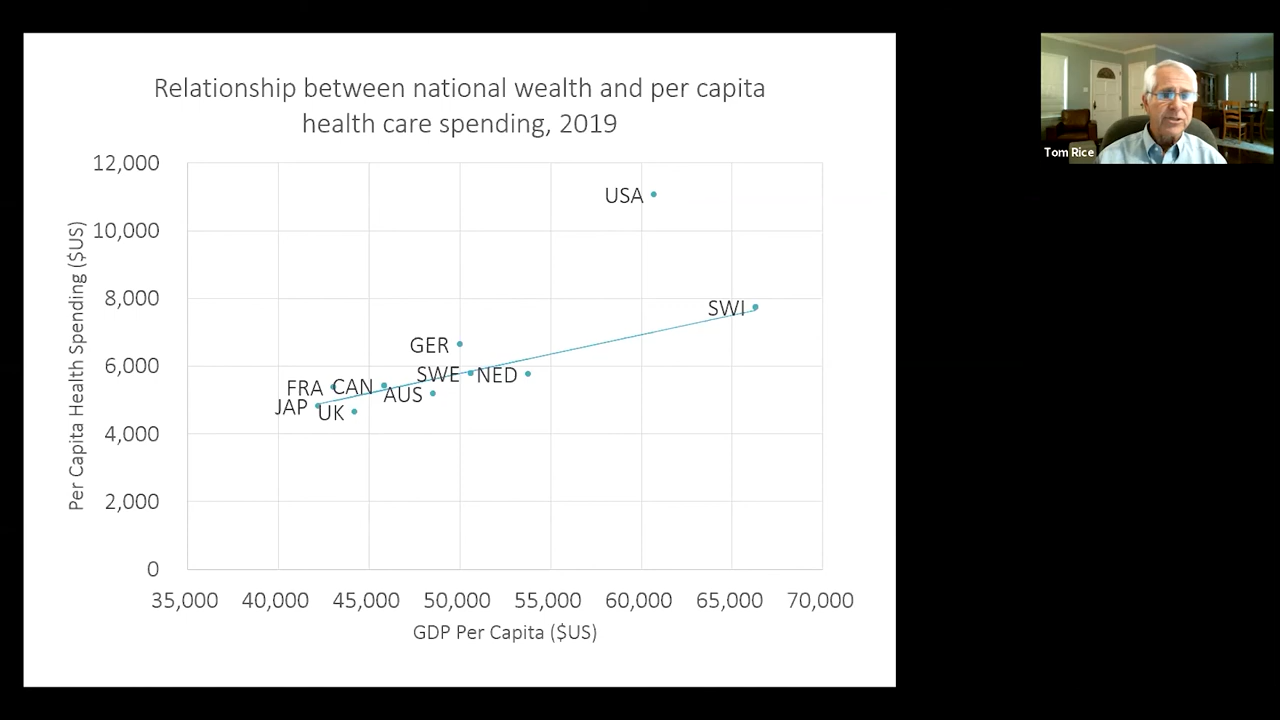 Relationship between national wealth and per capita
health care spending, 2019
12,000
10,000
8,000
6,000
4,000
2,000
0
Per Capita Health Spending ($US)
USA
SWI
GER
SWE
NED
FRA
CAN
AUS
JAP
UK
35,000
40,000
45,000
50,000
55,000
60,000
65,000
70,000
GDP Per Capita ($US)
Tom Rice